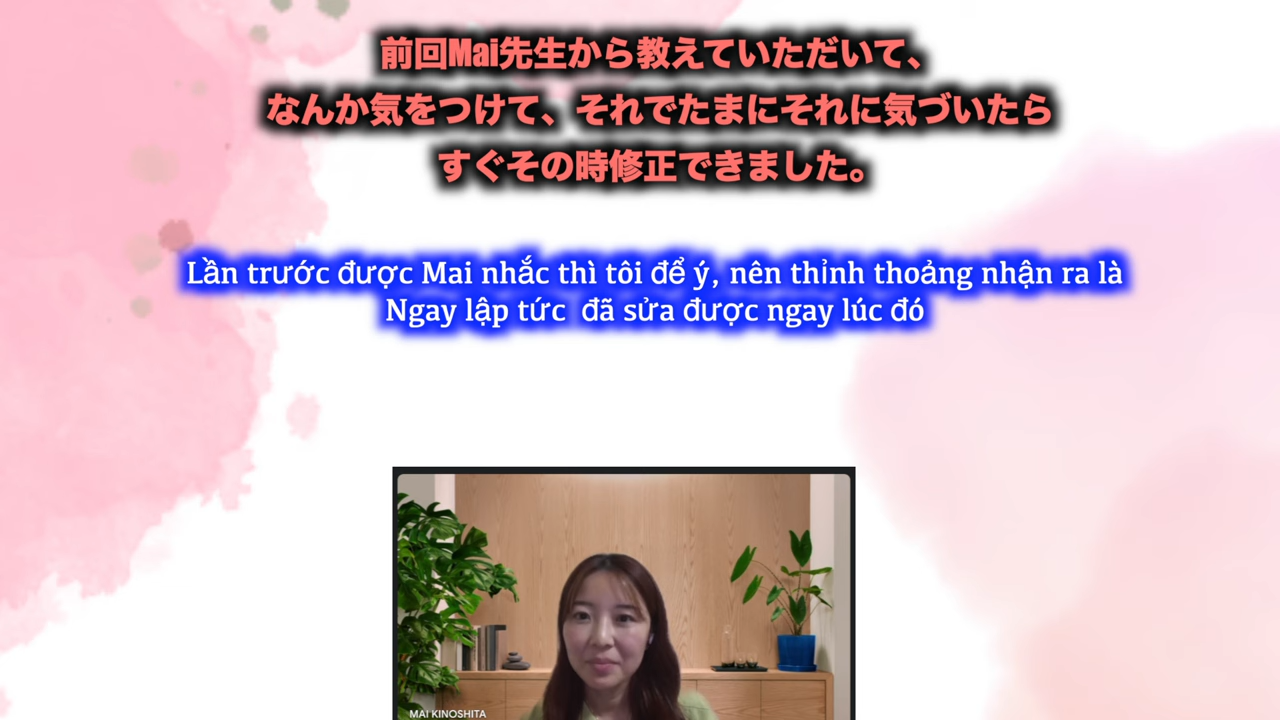 前回Mai先生から教えていただいて、
なんか気をつけて、それでたまにそれに気づいたら
すぐその時修正できました。
Lần trước được Mai nhắc thì tôi để ý, nên thỉnh thoảng nhận ra là
Ngay lập tức đã sửa được ngay lúc đó
MAI KINOSHITA